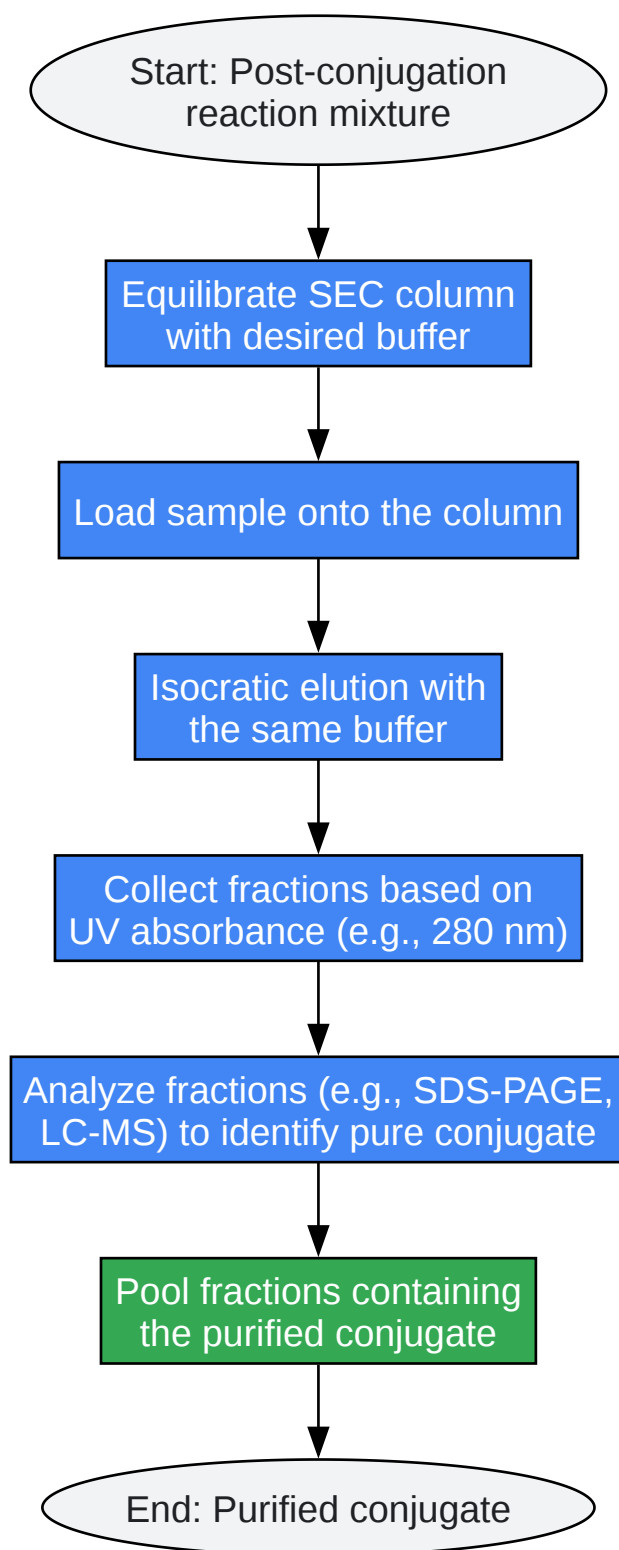 Start: Post-conjugation
reaction mixture
Equilibrate SEC column
with desired buffer
Load sample onto the column
Isocratic elution with
the same buffer
Collect fractions based on
UV absorbance (e.g., 280 nm)
Analyze fractions (e.g., SDS-PAGE,
LC-MS) to identify pure conjugate
Pool fractions containing
the purified conjugate
End: Purified conjugate